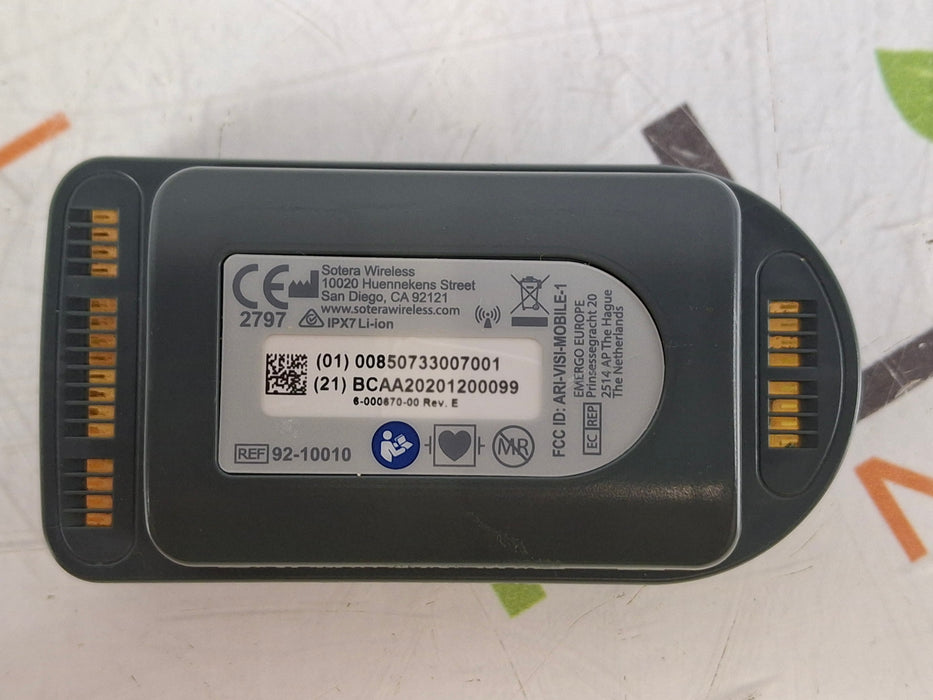 CE
2797
Sotera Wireless
10020 Huennekens Street
San Diego, CA 92121
www.soterawireless.com
IPX7 Li-ion
(01) 00850733007001
(21) BCAA20201200099
6-000670-00 Rev. E
REF 92-10010
MR
FCC ID: ARI-VISI-MOBILE-1
EC REP
EMERGO EUROPE
Prinsessegracht 20
2514 AP The Hague
The Netherlands